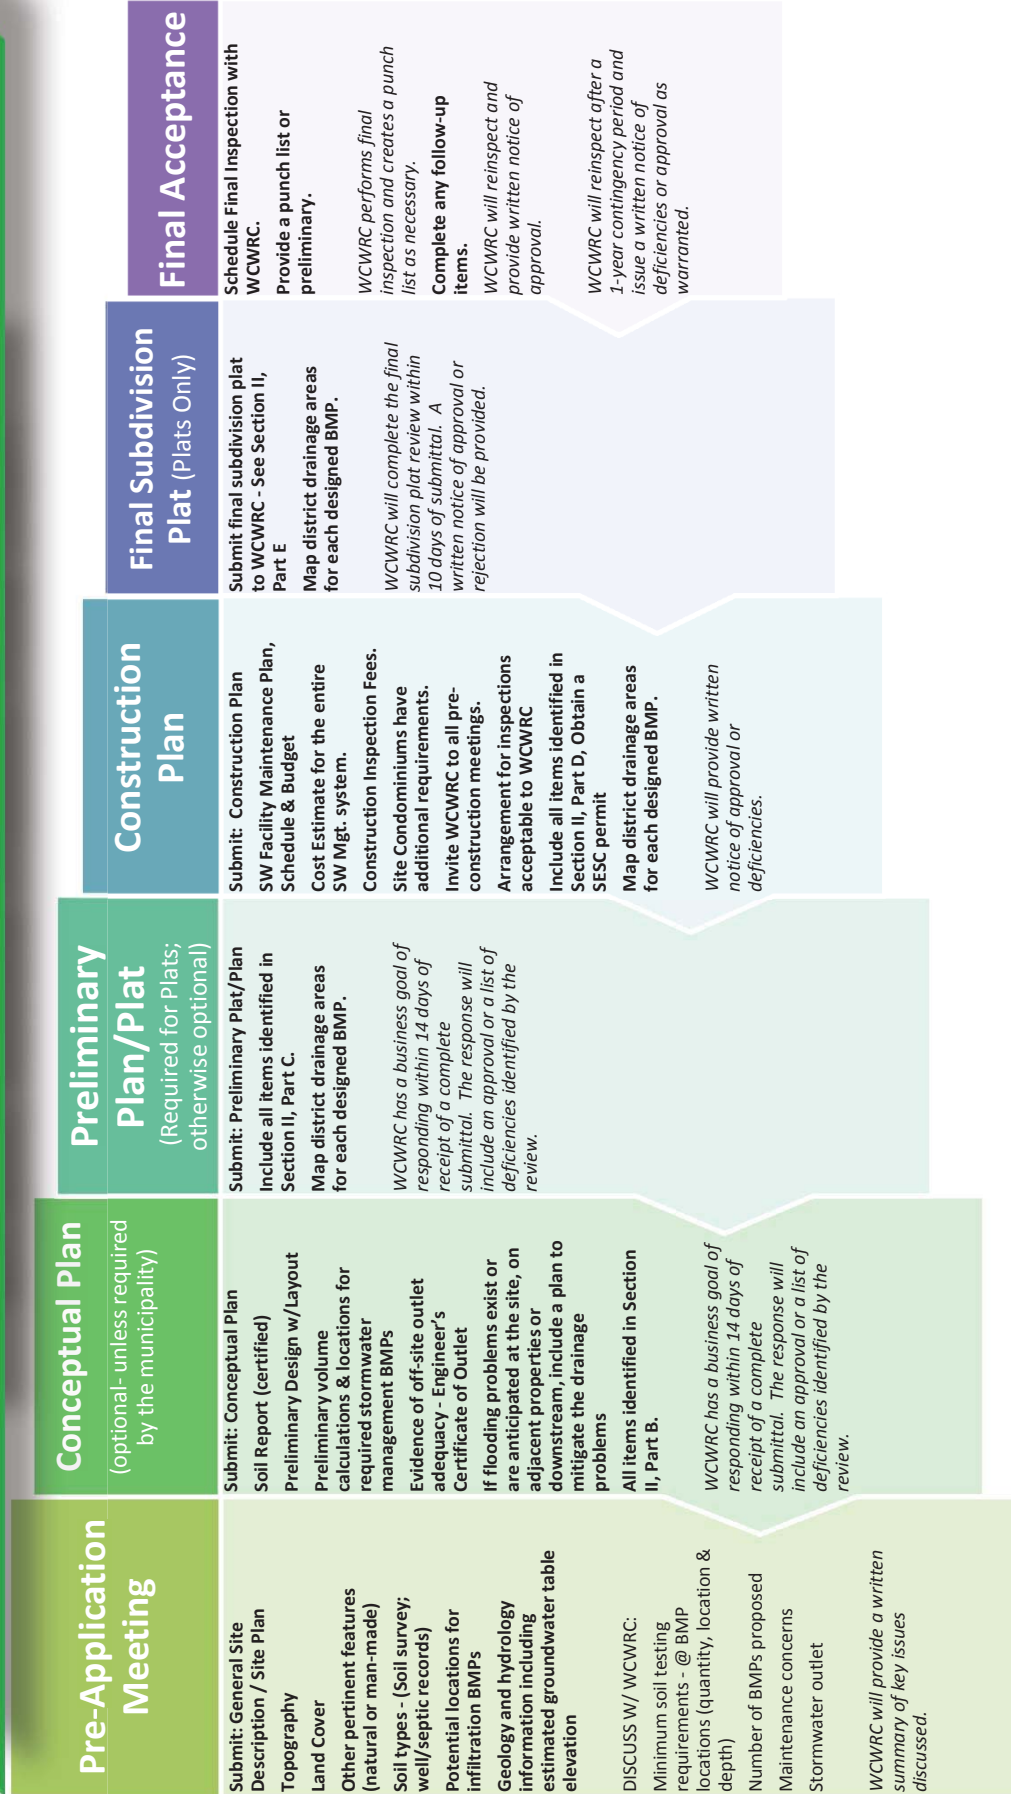 Pre-Application
Meeting
Submit: General Site
Description / Site Plan
Topography
Land Cover
Other pertinent features
(natural or man-made)
Soil types - (Soil survey;
well/septic records)
Potential locations for
infiltration BMPs
Geology and hydrology
information including
estimated groundwater table
elevation
DISCUSS W/ WCWRC:
Minimum soil testing
requirements - @ BMP
locations (quantity, location &
depth)
Number of BMPs proposed
Maintenance concerns
Stormwater outlet
WCWRC will provide a written
summary of key issues
discussed.
Conceptual Plan
(optional- unless required
by the municipality)
Submit: Conceptual Plan
Soil Report (certified)
Preliminary Design w/Layout
Preliminary volume
calculations & locations for
required stormwater
management BMPs
Evidence of off-site outlet
adequacy - Engineer's
Certificate of Outlet
If flooding problems exist or
are anticipated at the site, on
adjacent properties or
downstream, include a plan to
mitigate the drainage
problems
All items identified in Section
II, Part B.
WCWRC has a business goal of
responding within 14 days of
receipt of a complete
submittal. The response will
include an approval or a list of
deficiencies identified by the
review.
Preliminary
Plan/Plat
(Required for Plats;
otherwise optional)
Submit: Preliminary Plat/Plan
Include all items identified in
Section II, Part C.
Map district drainage areas
for each designed BMP.
WCWRC has a business goal of
responding within 14 days of
receipt of a complete
submittal. The response will
include an approval or a list of
deficiencies identified by the
review.
Construction
Plan
Submit: Construction Plan
SW Facility Maintenance Plan,
Schedule & Budget
Cost Estimate for the entire
SW Mgt. system.
Construction Inspection Fees.
Site Condominiums have
additional requirements.
Invite WCWRC to all pre-
construction meetings.
Arrangement for inspections
acceptable to WCWRC
Include all items identified in
Section II, Part D, Obtain a
SESC permit
Map district drainage areas
for each designed BMP.
WCWRC will provide written
notice of approval or
deficiencies.
Final Subdivision
Plat (Plats Only)
Submit final subdivision plat
to WCWRC - See Section II,
Part E
Map district drainage areas
for each designed BMP.
WCWRC will complete the final
subdivision plat review within
10 days of submittal. A
written notice of approval or
rejection will be provided.
Final Acceptance
Schedule Final Inspection with
WCWRC.
Provide a punch list or
preliminary.
WCWRC performs final
inspection and creates a punch
list as necessary.
Complete any follow-up
items.
WCWRC will reinspect and
provide written notice of
approval.
WCWRC will reinspect after a
1-year contingency period and
issue a written notice of
deficiencies or approval as
warranted.